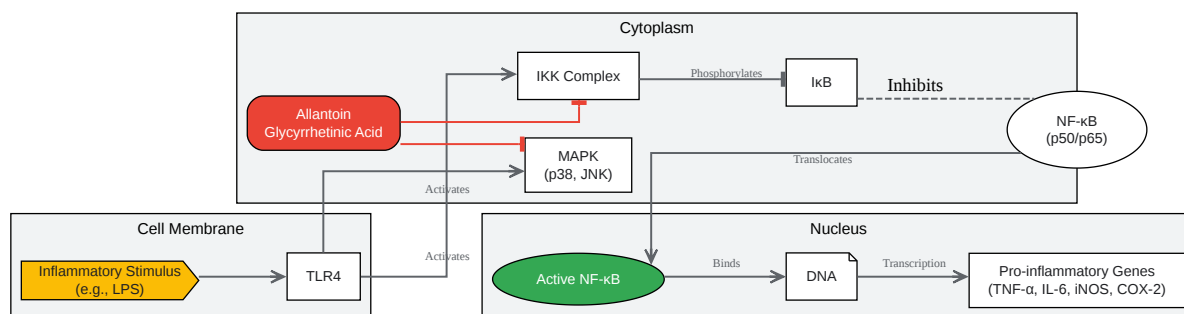 Cytoplasm
IKK Complex
Phosphorylates
IκB
Inhibits
NF-κB
(p50/p65)
Allantoin
Glycyrrhetinic Acid
MAPK
(p38, JNK)
Translocates
Activates
Cell Membrane
Inflammatory Stimulus
(e.g., LPS)
TLR4
Activates
Nucleus
Active NF-κB
Binds
DNA
Transcription
Pro-inflammatory Genes
(TNF-α, IL-6, iNOS, COX-2)